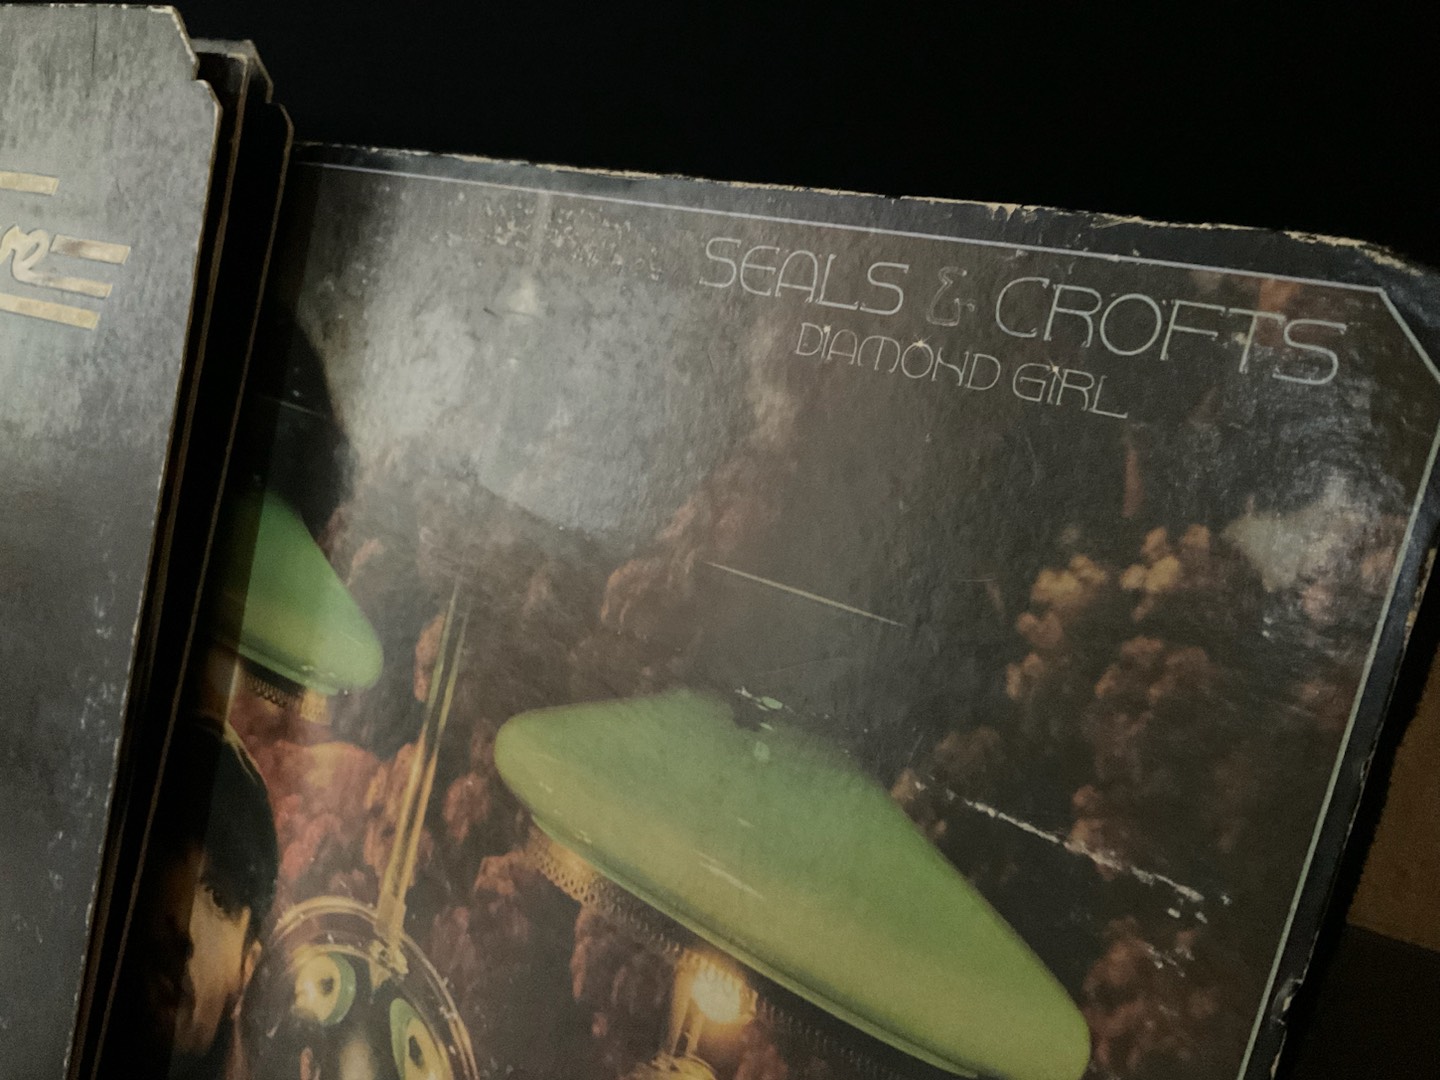 SEALS & CROFTS
DIAMOND GIRL